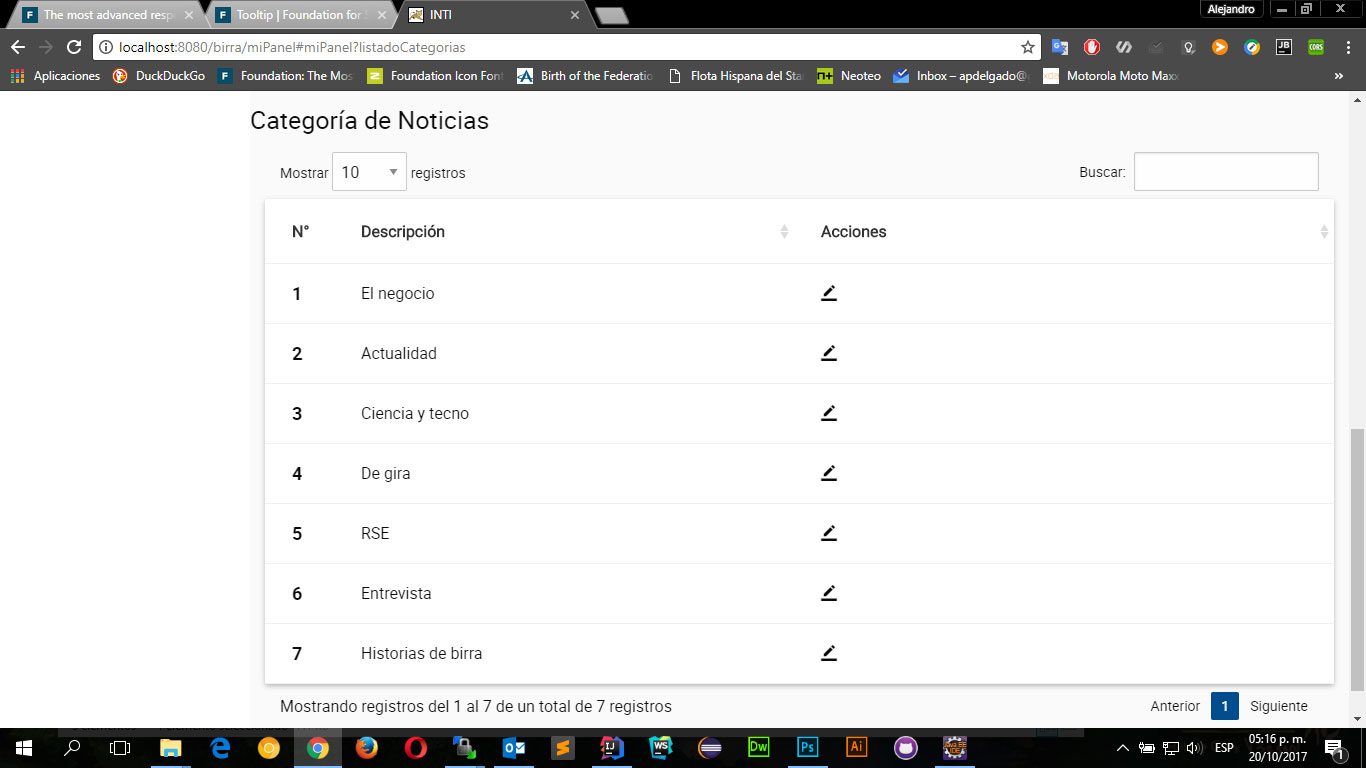 The most advanced resp
Tooltip | Foundation for S
INTI
Alejandro
localhost:8080/birra/miPanel#miPanel?listadoCategorias
Aplicaciones
DuckDuckGo
Foundation: The Mos
Foundation Icon Font
Birth of the Federatio
Flota Hispana del Sta
Neoteo
Inbox – apdelgado@
Motorola Moto Max
Categoría de Noticias
Mostrar 10 registros
Buscar:
N° Descripción Acciones
1 El negocio
2 Actualidad
3 Ciencia y tecno
4 De gira
5 RSE
6 Entrevista
7 Historias de birra
Mostrando registros del 1 al 7 de un total de 7 registros
Anterior 1 Siguiente
ESP
05:16 p. m.
20/10/2017
1